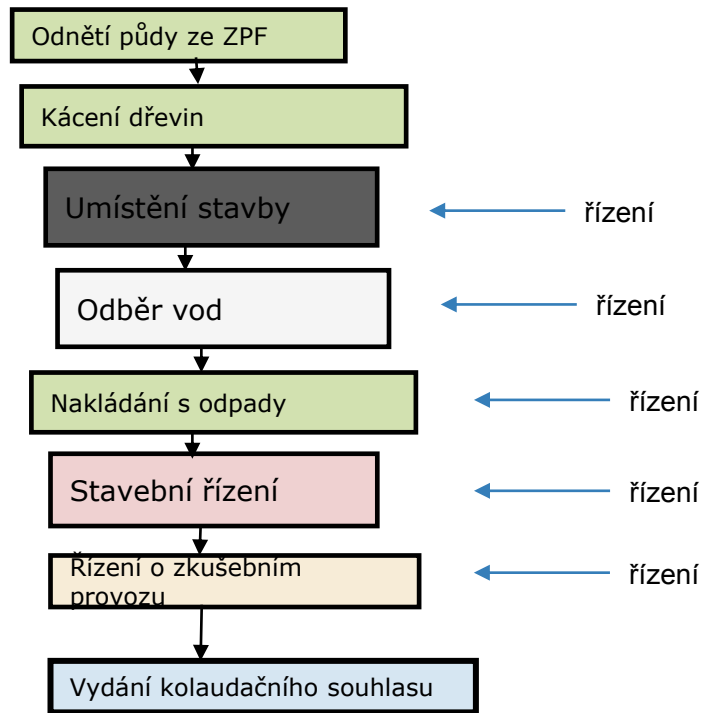 Odnětí půdy ze ZPF
Kácení dřevin
Umístění stavby
řízení
Odběr vod
řízení
Nakládání s odpady
řízení
Stavební řízení
řízení
Řízení o zkušebním
provozu
řízení
Vydání kolaudačního souhlasu